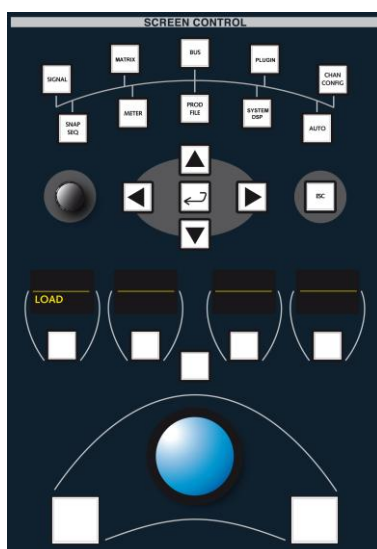 SCREEN CONTROL
BUS
MATRIX
PLUGIN
SIGNAL
CHAN
CONFIG
SNAP
SEQ
METER
PROD
FILE
SYSTEM
DSP
AUTO
ESC
LOAD